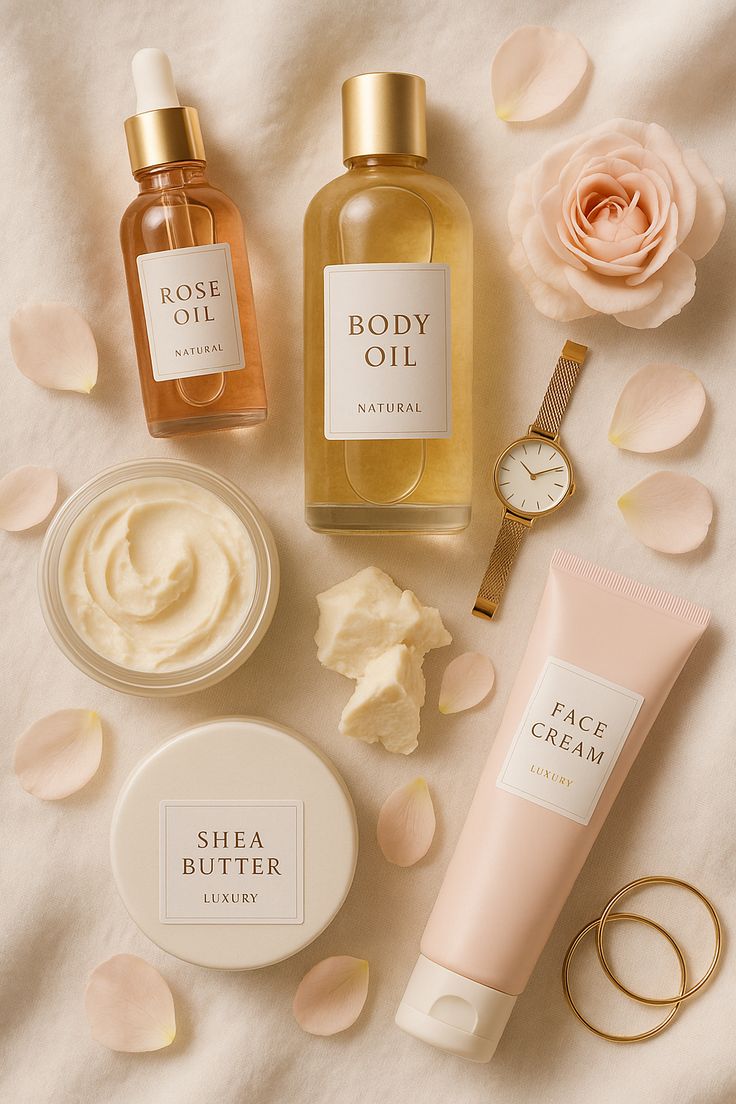 ROSE
OIL
NATURAL
BODY
OIL
NATURAL
FACE
CREAM
LUXURY
SHEA
BUTTER
LUXURY